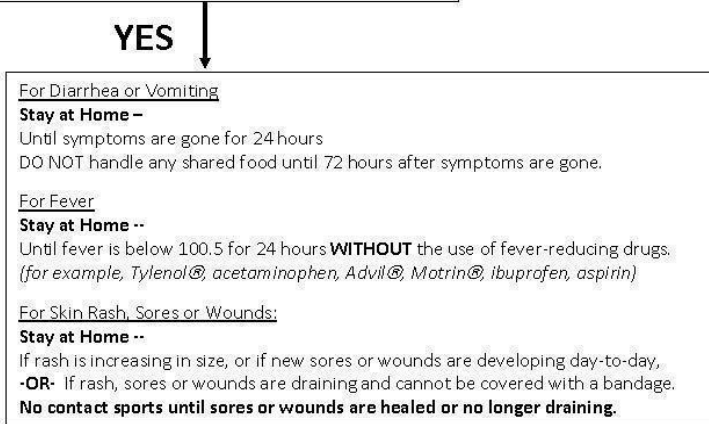 YES
For Diarrhea or Vomiting
Stay at Home –
Until symptoms are gone for 24 hours
DO NOT handle any shared food until 72 hours after symptoms are gone.
For Fever
Stay at Home --
Until fever is below 100.5 for 24 hours WITHOUT the use of fever-reducing drugs.
(for example, Tylenol®, acetaminophen, Advil®, Motrin®, ibuprofen, aspirin)
For Skin Rash, Sores or Wounds:
Stay at Home --
If rash is increasing in size, or if new sores or wounds are developing day-to-day,
-OR- If rash, sores or wounds are draining and cannot be covered with a bandage.
No contact sports until sores or wounds are healed or no longer draining.